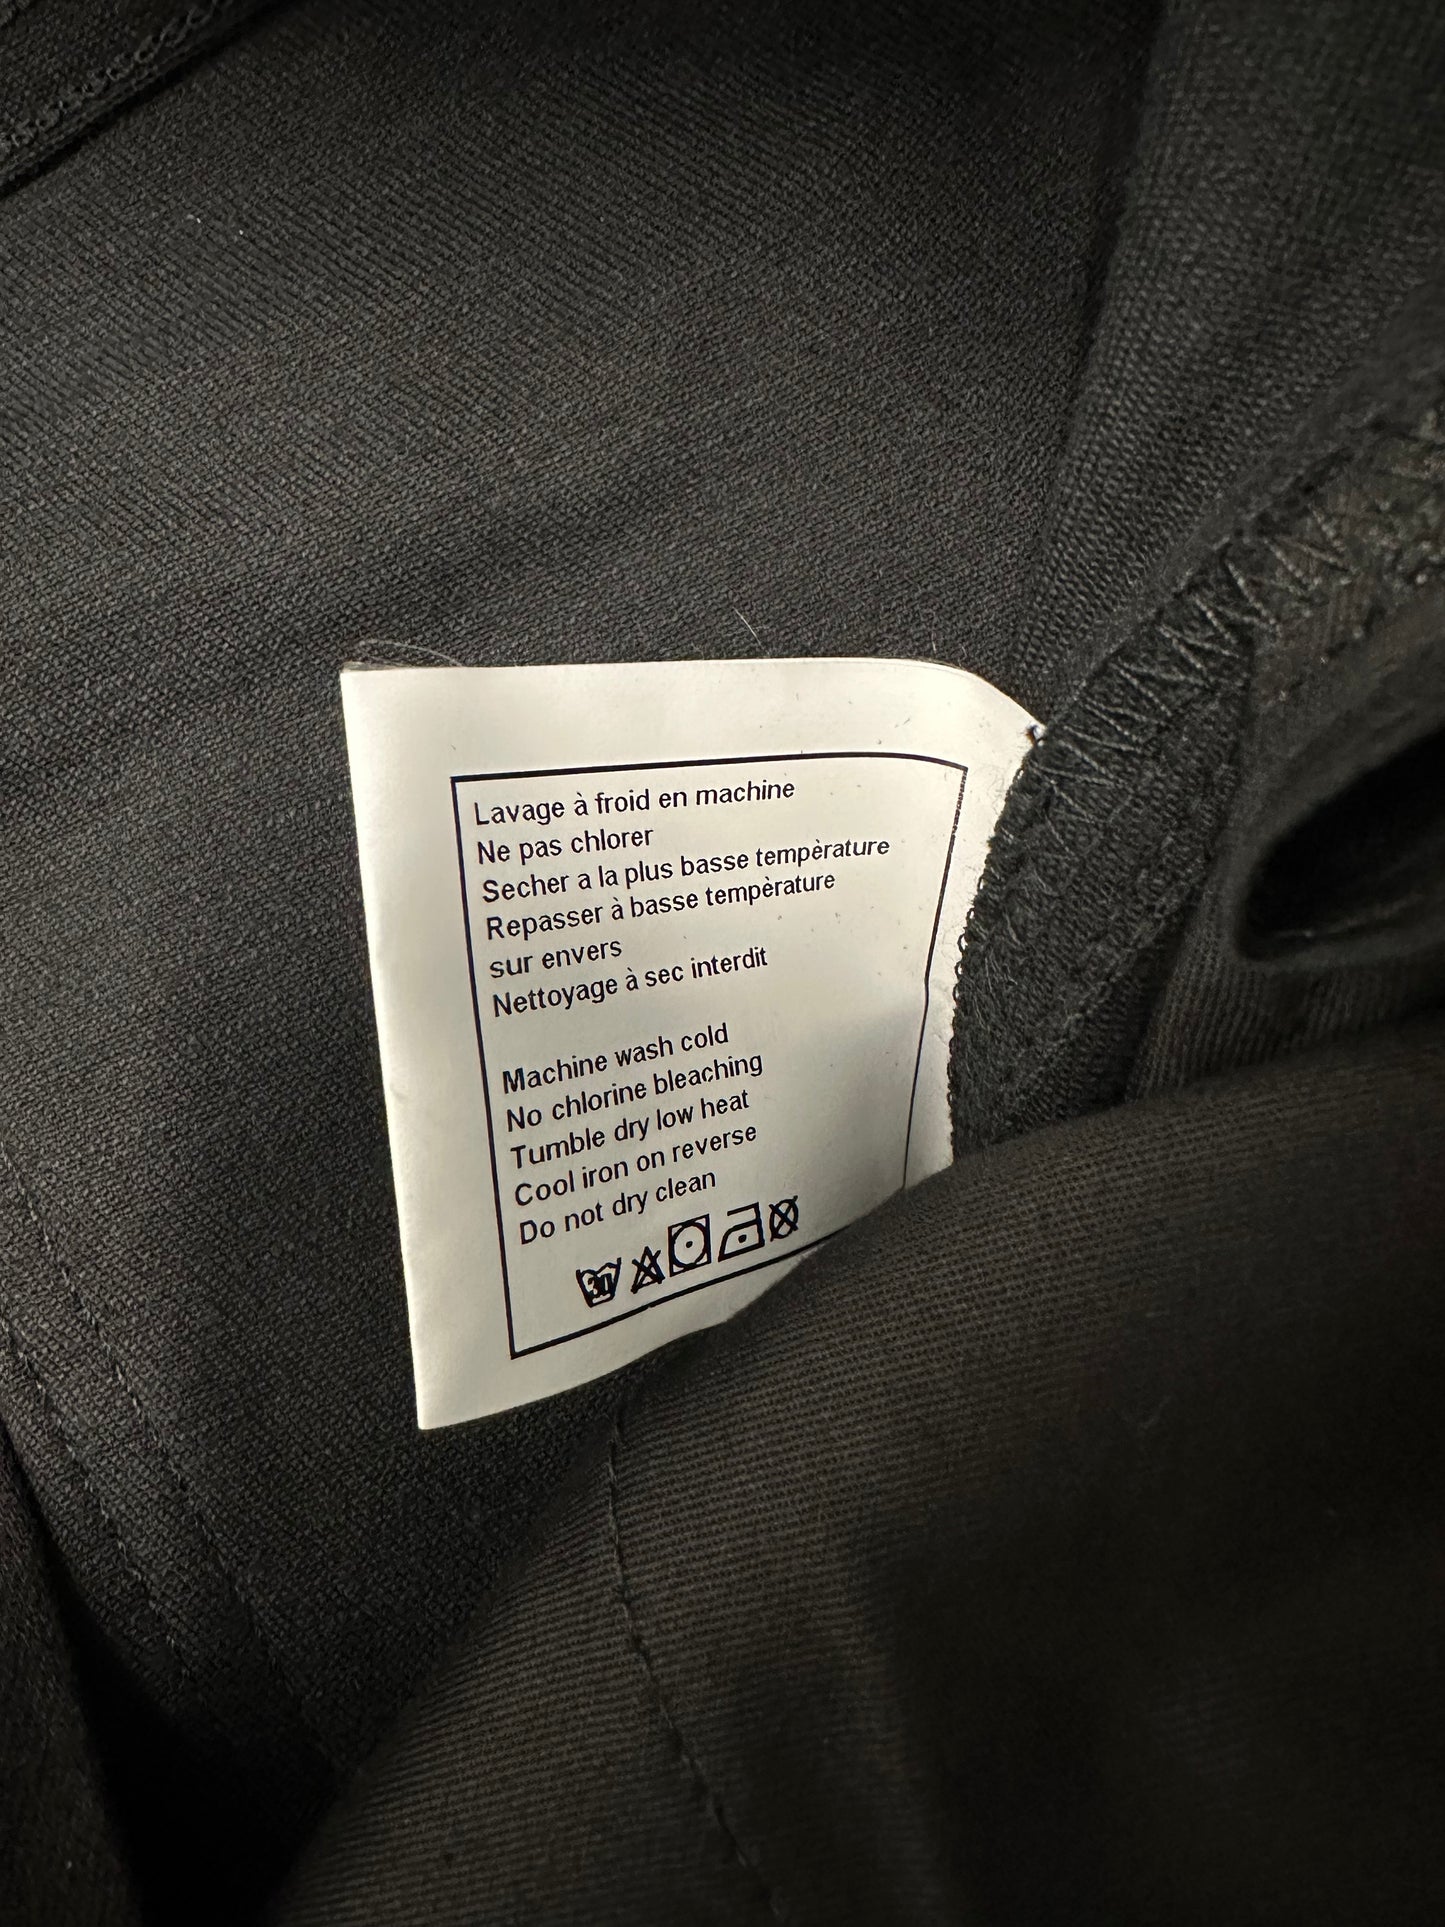 Lavage à froid en machine
Ne pas chlorer
Secher a la plus basse tempèrature
Repasser à basse tempèrature
sur envers
Nettoyage à sec interdit
Machine wash cold
No chlorine bleaching
Tumble dry low heat
Cool iron on reverse
Do not dry clean
30